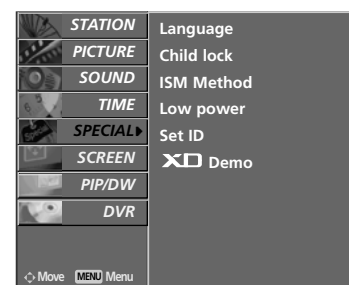 STATION
PICTURE
SOUND
TIME
SPECIAL
SCREEN
PIP/DW
DVR
Move MENU Menu
Language
Child lock
ISM Method
Low power
Set ID
XD Demo